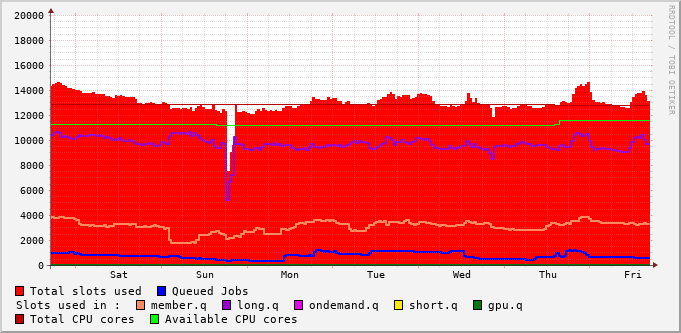 20000
18000
16000
14000
12000
10000
8000
6000
4000
2000
0
Sat Sun Mon Tue Wed Thu Fri
RRDTOOL / TOBI OETIKER
Total slots used Queued Jobs
Slots used in : member.q long.q ondemand.q short.q gpu.q
Total CPU cores Available CPU cores